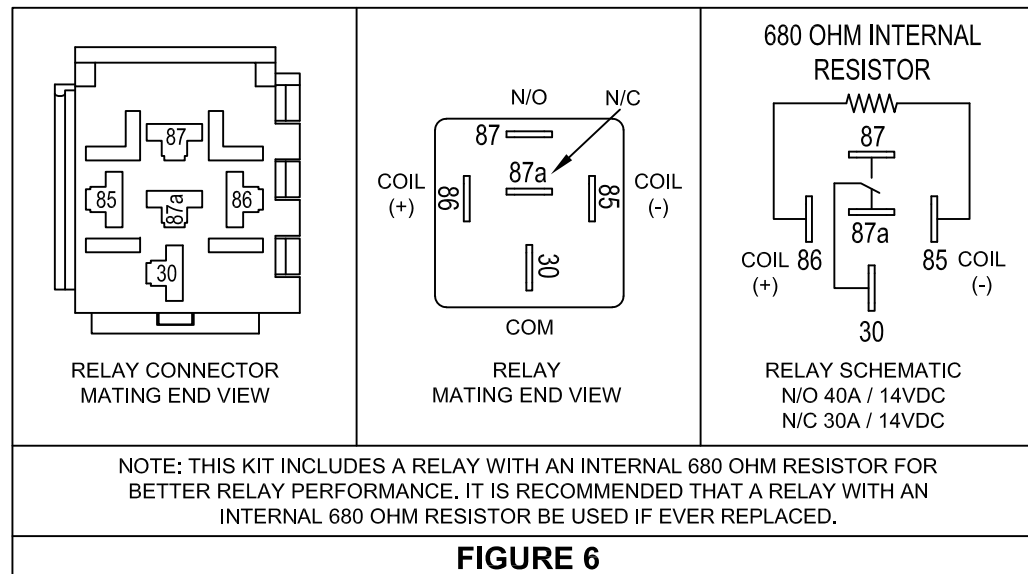 87
85
87a
86
30
RELAY CONNECTOR
MATING END VIEW
N/O
N/C
87
87a
COIL
(+)
86
85
COIL
(-)
30
COM
RELAY
MATING END VIEW
680 OHM INTERNAL
RESISTOR
87
87a
COIL
(+)
86
85
COIL
(-)
30
RELAY SCHEMATIC
N/O 40A / 14VDC
N/C 30A / 14VDC
NOTE: THIS KIT INCLUDES A RELAY WITH AN INTERNAL 680 OHM RESISTOR FOR
BETTER RELAY PERFORMANCE. IT IS RECOMMENDED THAT A RELAY WITH AN
INTERNAL 680 OHM RESISTOR BE USED IF EVER REPLACED.
FIGURE 6